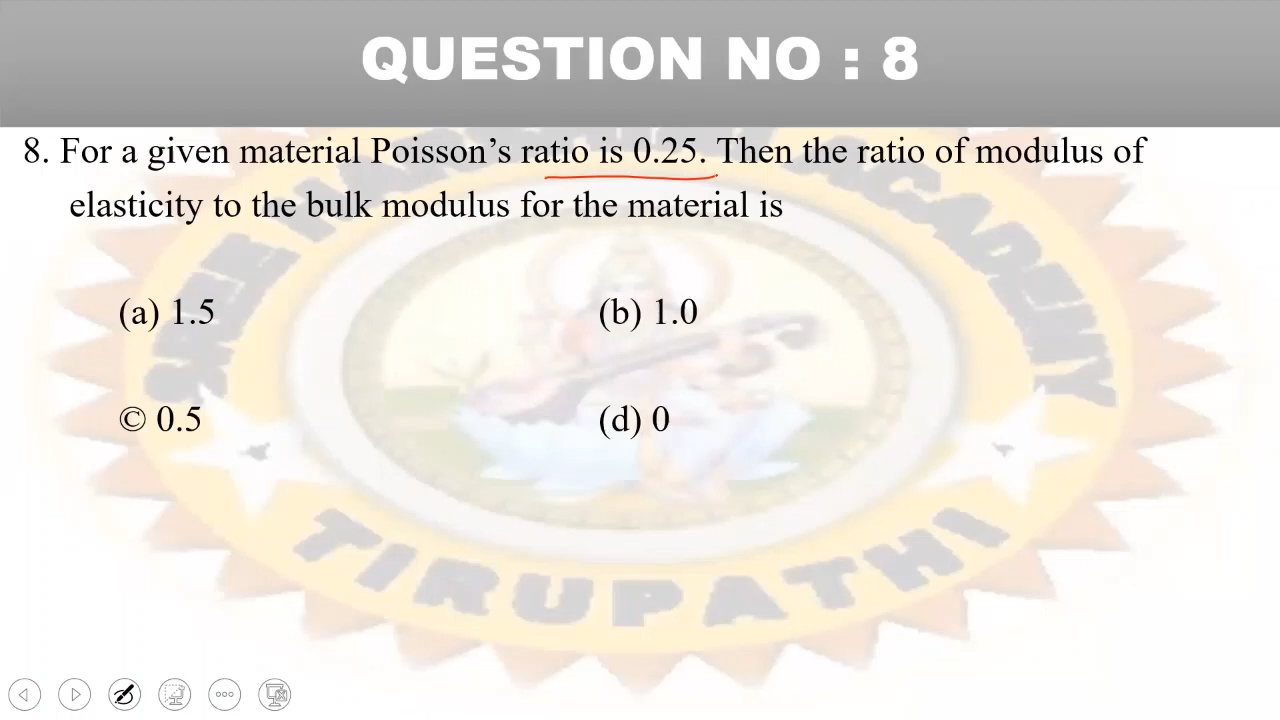 QUESTION NO : 8
8. For a given material Poisson’s ratio is 0.25. Then the ratio of modulus of
elasticity to the bulk modulus for the material is
(a) 1.5
(b) 1.0
© 0.5
(d) 0
TIRUPATHI